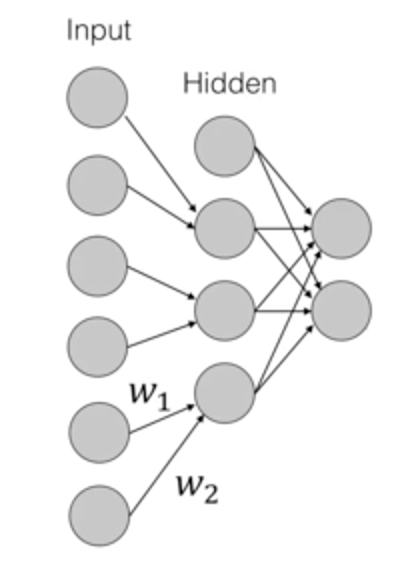 Input
Hidden
w₁
w₂